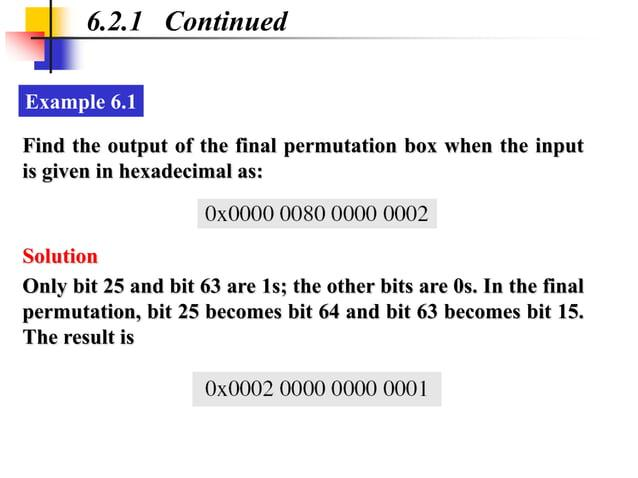 6.2.1 Continued
Example 6.1
Find the output of the final permutation box when the input
is given in hexadecimal as:
0x0000 0080 0000 0002
Solution
Only bit 25 and bit 63 are 1s; the other bits are 0s. In the final
permutation, bit 25 becomes bit 64 and bit 63 becomes bit 15.
The result is
0x0002 0000 0000 0001